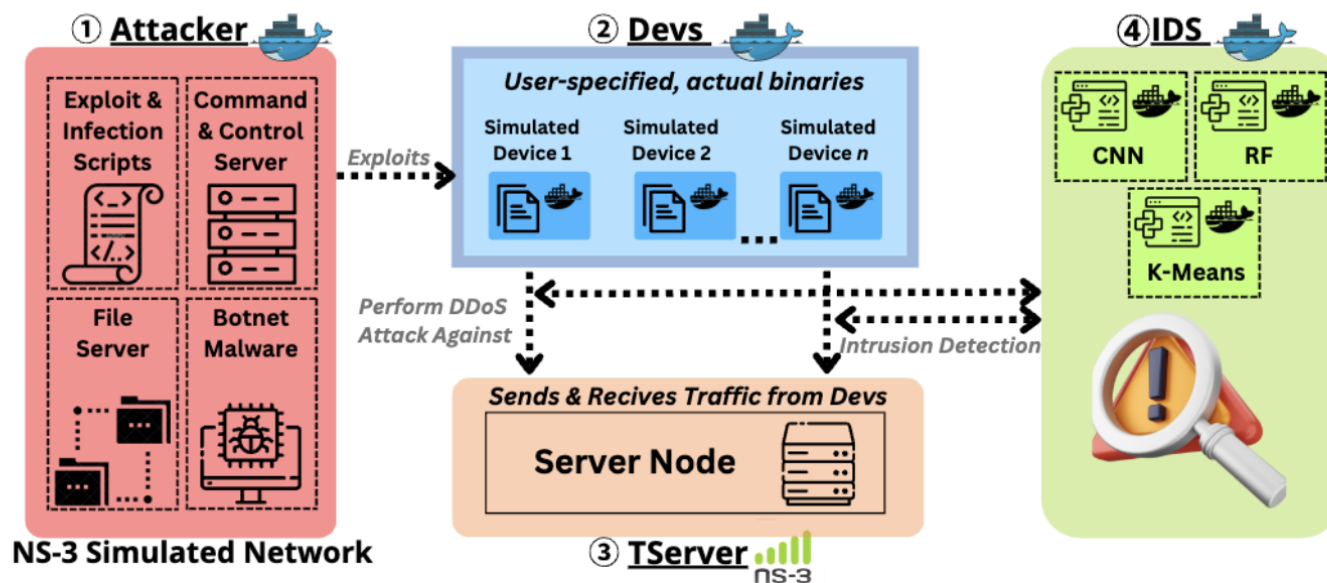 ① Attacker
Exploit &
Infection
Scripts
Command
& Control
Server
File
Server
Botnet
Malware
NS-3 Simulated Network
Exploits
② Devs
User-specified, actual binaries
Simulated
Device 1
Simulated
Device 2
Simulated
Device n
...
Perform DDoS
Attack Against
Intrusion Detection
Sends & Recives Traffic from Devs
Server Node
③ TServer
NS-3
④IDS
CNN
RF
K-Means